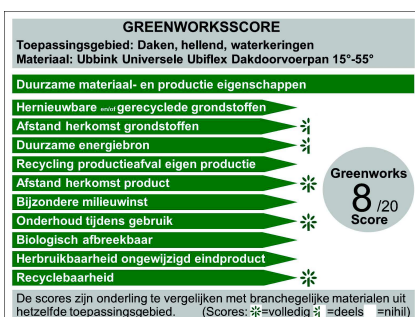 GREENWORKSSCORE
Toepassingsgebied: Daken, hellend, waterkeringen
Materiaal: Ubbink Universele Ubiflex Dakdoorvoerpan 15°-55°
Duurzame materiaal- en productie eigenschappen
Hernieuwbare en/of gerecyclede grondstoffen
Afstand herkomst grondstoffen
Duurzame energiebron
Recycling productieafval eigen productie
Afstand herkomst product
Bijzondere milieuwinst
Onderhoud tijdens gebruik
Biologisch afbreekbaar
Herbruikbaarheid ongewijzigd eindproduct
Recyclebaarheid
Greenworks
8 /20
Score
De scores zijn onderling te vergelijken met branchegelijke materialen uit
hetzelfde toepassingsgebied. (Scores: =volledig =deels =nihil)